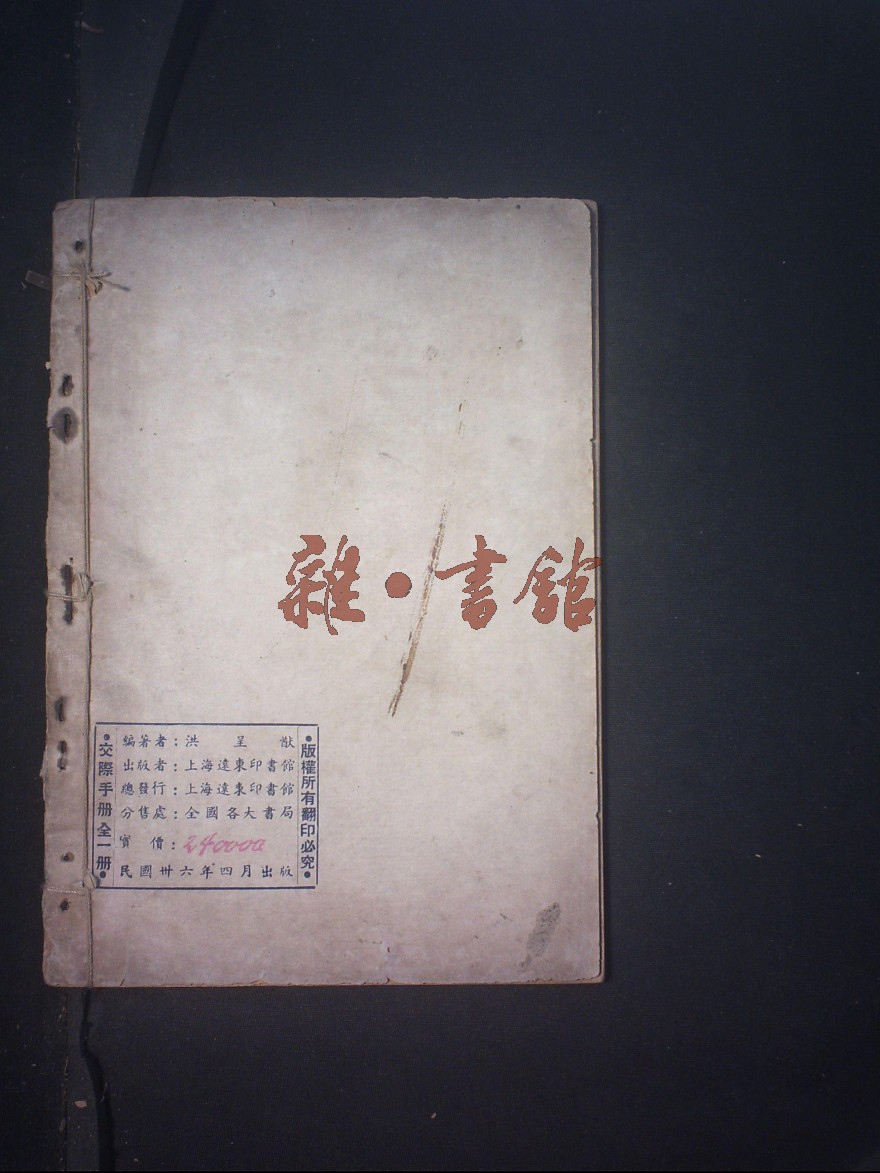 雜·書館
版權所有翻印必究
編著者：洪呈猷
出版者：上海遠東印書館
總發行：上海遠東印書館
分售處：全國各大書局
實價：240000
民國卅六年四月出版
交際手册全一册